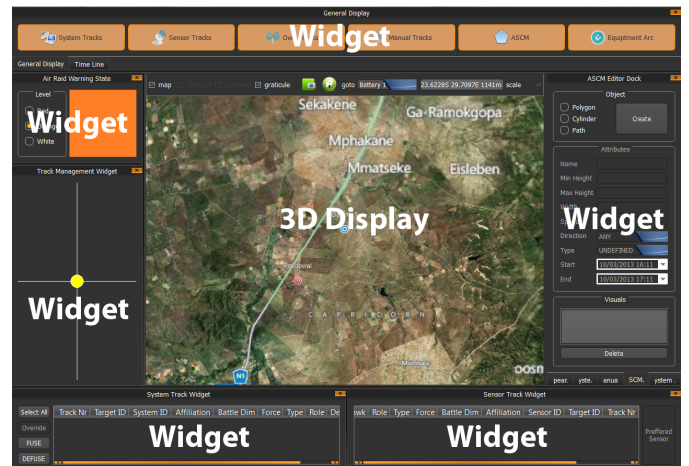 General Display
System Tracks
Sensor Tracks
Widget
Manual Tracks
ASCM
Equiptment Arc
General Display
Time Line
Air Raid Warning State
Level
White
Widget
Track Management Widget
Widget
map
graticule
goto
Battery 1
23.62285 29.7097E 1141m
scale
Sekakene
Ga-Ramokgopa
Mphakane
Mmatseke
Eisleben
3D Display
CAPRICORN
N1
ASCM Editor Dock
Object
Polygon
Cylinder
Path
Create
Attributes
Name
Min Height
Max Height
Widget
Direction
ANY
Type
UNDEFINED
Start
10/03/2013 16:11
End
10/03/2013 17:11
Visuals
Delete
SCM.
ystem
System Track Widget
Select All
Override
FUSE
DEFUSE
Track Nr Target ID System ID Affiliation Battle Dim Force Type Role De
Widget
Sensor Track Widget
wk Role Type Force Battle Dim Affiliation Sensor ID Target ID Track Nr
Widget
Preffered
Sensor